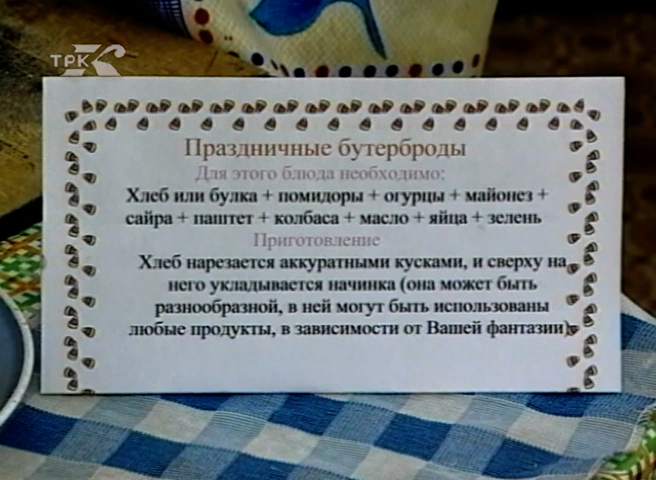 ТРК
Праздничные бутерброды
Для этого блюда необходимо:
Хлеб или булка + помидоры + огурцы + майонез +
сайра + паштет + колбаса + масло + яйца + зелень
Приготовление
Хлеб нарезается аккуратными кусками, и сверху на
него укладывается начинка (она может быть
разнообразной, в ней могут быть использованы
любые продукты, в зависимости от Вашей фантазии).